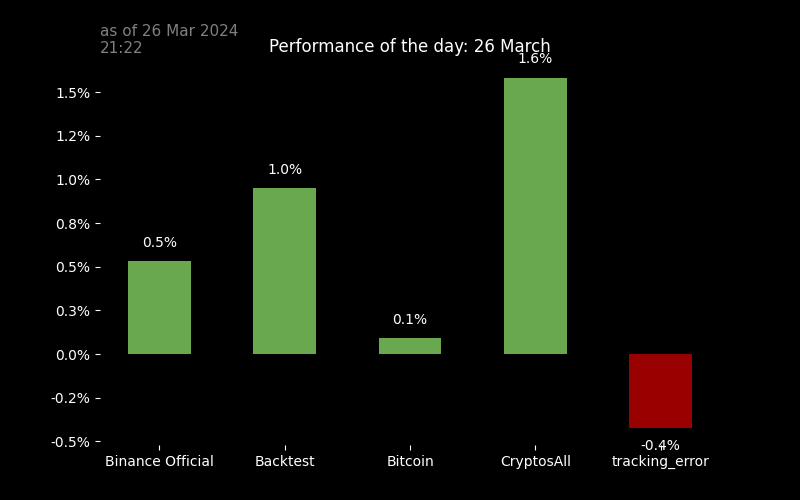 as of 26 Mar 2024
21:22
Performance of the day: 26 March
1.6%
1.5%
1.2%
1.0%
1.0%
0.8%
0.5%
0.5%
0.3%
0.1%
0.0%
-0.2%
-0.5%
-0.4%
Binance Official
Backtest
Bitcoin
CryptosAll
tracking_error